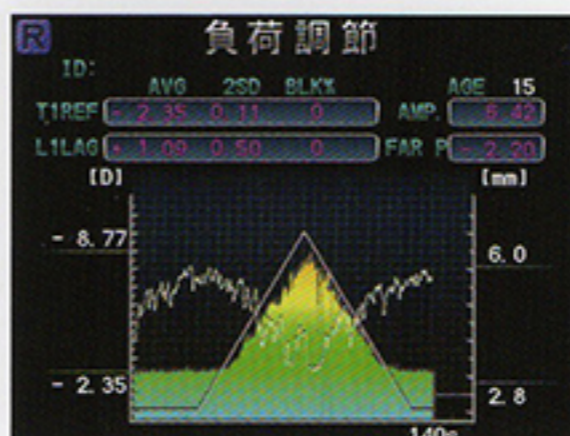 R 負荷調節
ID:
AVG 2SD BLK% AGE 15
T1REF - 2.35 0.11 0 AMP. 6.42
L1LAG + 1.09 0.50 0 FAR P - 2.20
[D] [mm]
- 8.77 6.0
- 2.35 2.8